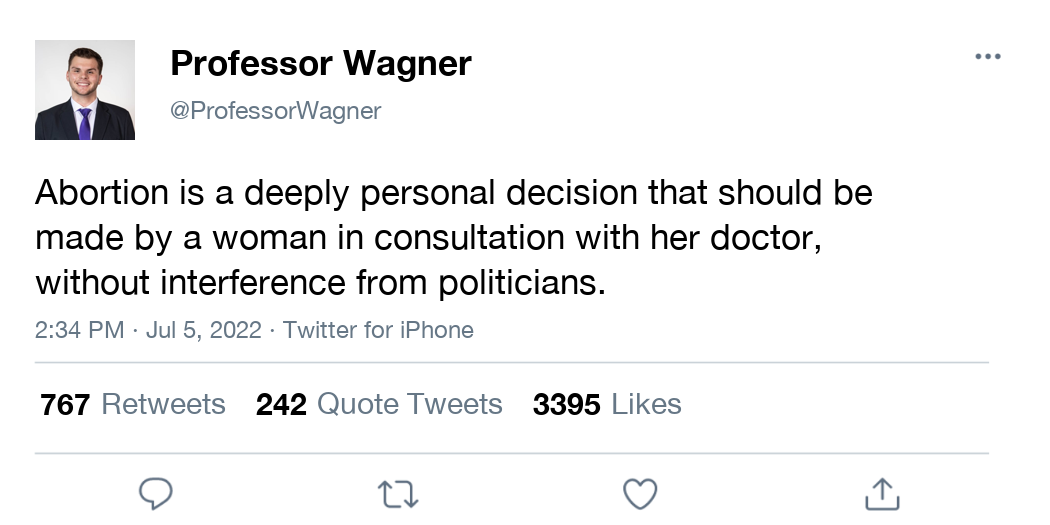 Professor Wagner
@ProfessorWagner
Abortion is a deeply personal decision that should be
made by a woman in consultation with her doctor,
without interference from politicians.
2:34 PM · Jul 5, 2022 · Twitter for iPhone
767 Retweets 242 Quote Tweets 3395 Likes